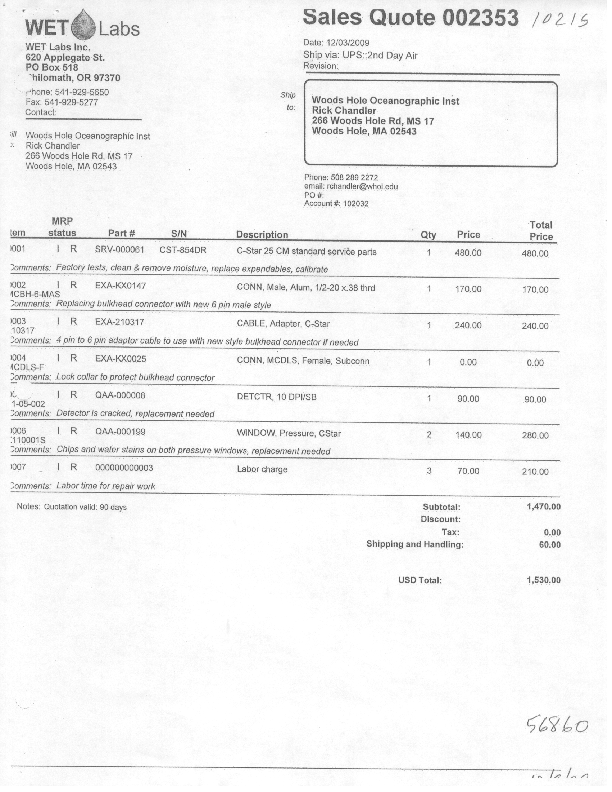 WET Labs
WET Labs Inc.
620 Applegate St.
PO Box 518
hilomath, OR 97370
Phone: 541-929-5650
Fax: 541-929-5277
Contact:
Sales Quote 002353 10215
Date: 12/03/2009
Ship via: UPS::2nd Day Air
Revision:
Ship to:
Woods Hole Oceanographic Inst
Rick Chandler
266 Woods Hole Rd, MS 17
Woods Hole, MA 02543
Woods Hole Oceanographic Inst
Rick Chandler
266 Woods Hole Rd, MS 17
Woods Hole, MA 02543
Phone: 508 289 2272
email: rchandler@whoi.edu
PO #:
Account #: 102032
Item MRP status Part # S/N Description Qty Price Total Price
0001 I R SRV-000061 CST-854DR C-Star 25 CM standard service parts 1 480.00 480.00
Comments: Factory tests, clean & remove moisture, replace expendables, calibrate
0002 I R EXA-KX0147 CONN, Male, Alum, 1/2-20 x.38 thrd 1 170.00 170.00
MCBH-6-MAS
Comments: Replacing bulkhead connector with new 6 pin male style
0003 I R EXA-210317 CABLE, Adapter, C-Star 1 240.00 240.00
10317
Comments: 4 pin to 6 pin adaptor cable to use with new style bulkhead connector if needed
0004 I R EXA-KX0025 CONN, MCDLS, Female, Subconn 1 0.00 0.00
MCDLS-F
Comments: Lock collar to protect bulkhead connector
I R QAA-000008 DETCTR, 10 DPI/SB 1 90.00 90.00
1-05-002
Comments: Detector is cracked, replacement needed
0006 I R QAA-000199 WINDOW, Pressure, CStar 2 140.00 280.00
110001S
Comments: Chips and water stains on both pressure windows, replacement needed
0007 I R 000000000003 Labor charge 3 70.00 210.00
Comments: Labor time for repair work
Notes: Quotation valid: 90 days
Subtotal: 1,470.00
Discount:
Tax: 0.00
Shipping and Handling: 60.00
USD Total: 1,530.00
56860